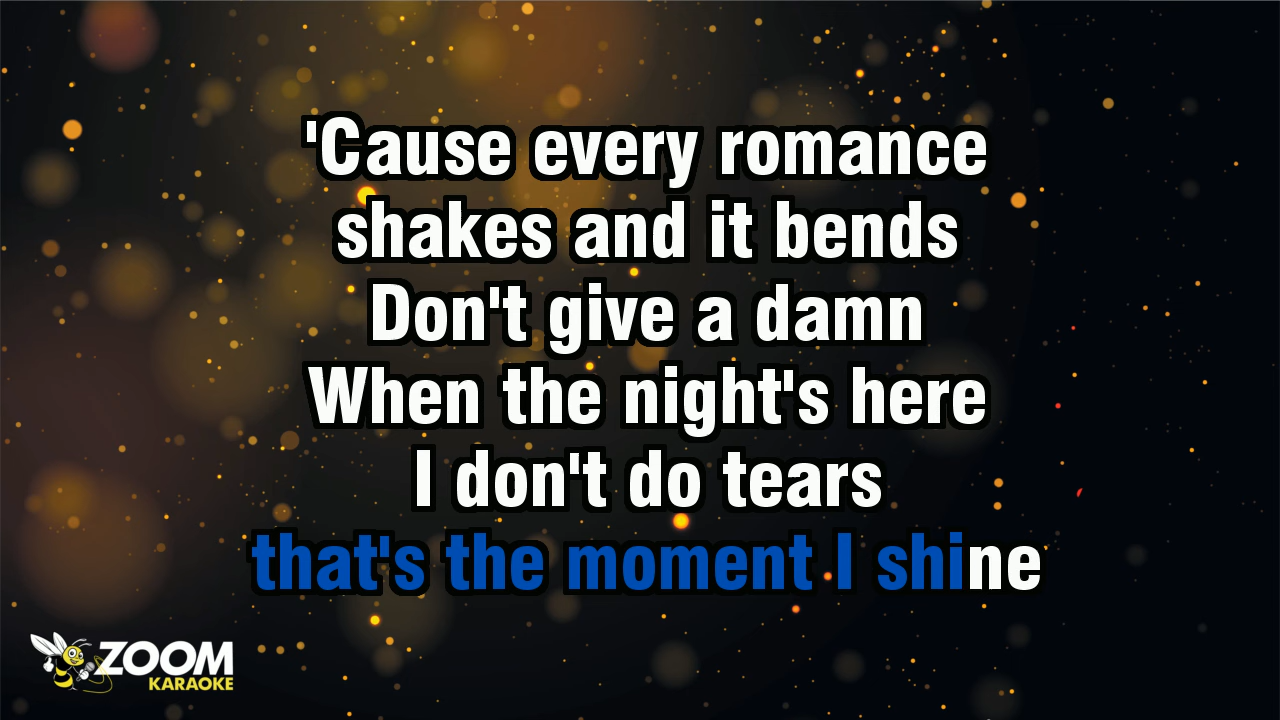 'Cause every romance
shakes and it bends
Don't give a damn
When the night's here
I don't do tears
that's the moment I shine
ZOOM
KARAOKE